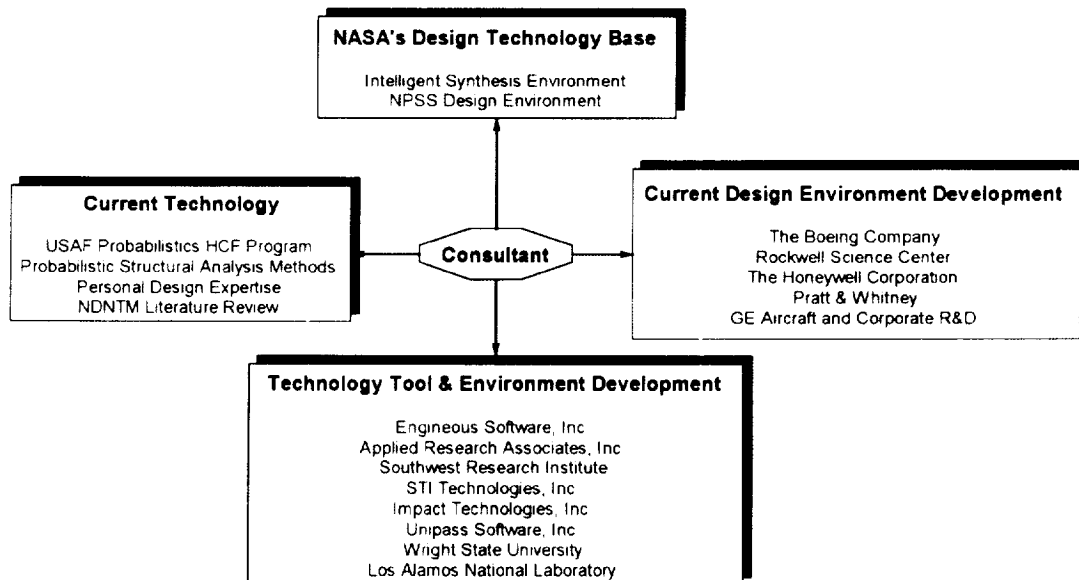 NASA's Design Technology Base
Intelligent Synthesis Environment
NPSS Design Environment
Current Technology
USAF Probabilistics HCF Program
Probabilistic Structural Analysis Methods
Personal Design Expertise
NDNTM Literature Review
Consultant
Current Design Environment Development
The Boeing Company
Rockwell Science Center
The Honeywell Corporation
Pratt & Whitney
GE Aircraft and Corporate R&D
Technology Tool & Environment Development
Engineous Software, Inc
Applied Research Associates, Inc
Southwest Research Institute
STI Technologies, Inc
Impact Technologies, Inc
Unipass Software, Inc
Wright State University
Los Alamos National Laboratory